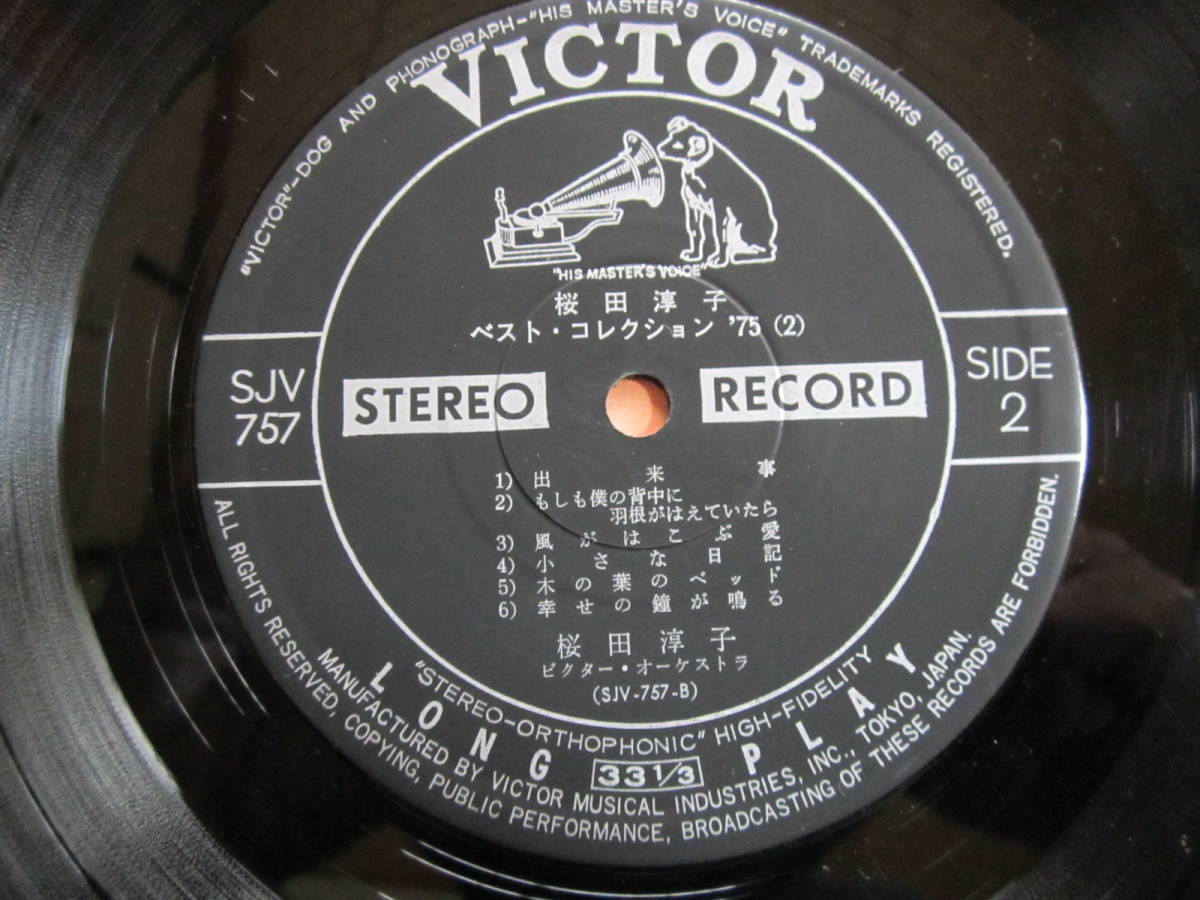 "VICTOR"-DOG AND PHONOGRAPH-"HIS MASTER'S VOICE" TRADEMARKS REGISTERED.
VICTOR
"HIS MASTER'S VOICE"
桜田淳子
ベスト・コレクション '75 (2)
SJV
757
STEREO
RECORD
SIDE
2
1) 出来事
2) もしも僕の背中に
羽根がはえていたら
3) 風がはこぶ愛
4) 小さな日記
5) 木の葉のベッド
6) 幸せの鐘が鳴る
桜田淳子
ビクター・オーケストラ
(SJV-757-B)
"STEREO-ORTHOPHONIC" HIGH-FIDELITY
LONG 33 1/3 PLAY
MANUFACTURED BY VICTOR MUSICAL INDUSTRIES, INC., TOKYO, JAPAN.
ALL RIGHTS RESERVED, COPYING, PUBLIC PERFORMANCE, BROADCASTING OF THESE RECORDS ARE FORBIDDEN.